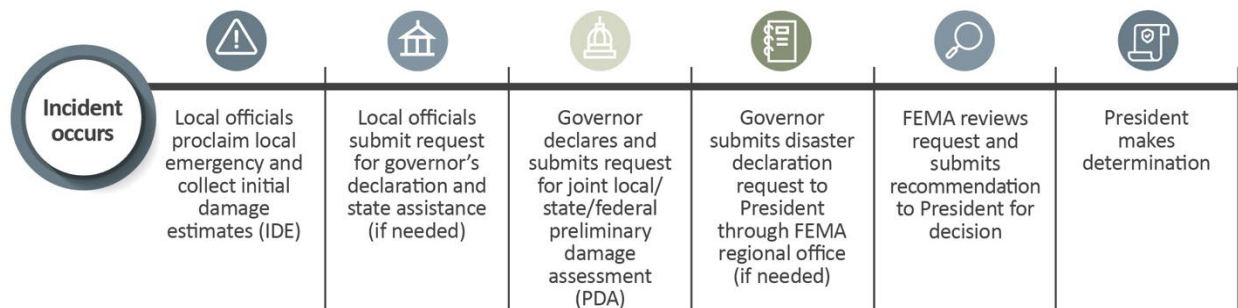 Incident
occurs
Local officials
proclaim local
emergency and
collect initial
damage
estimates (IDE)
Local officials
submit request
for governor's
declaration and
state assistance
(if needed)
Governor
declares and
submits request
for joint local/
state/federal
preliminary
damage
assessment
(PDA)
Governor
submits disaster
declaration
request to
President
through FEMA
regional office
(if needed)
FEMA reviews
request and
submits
recommendation
to President for
decision
President
makes
determination